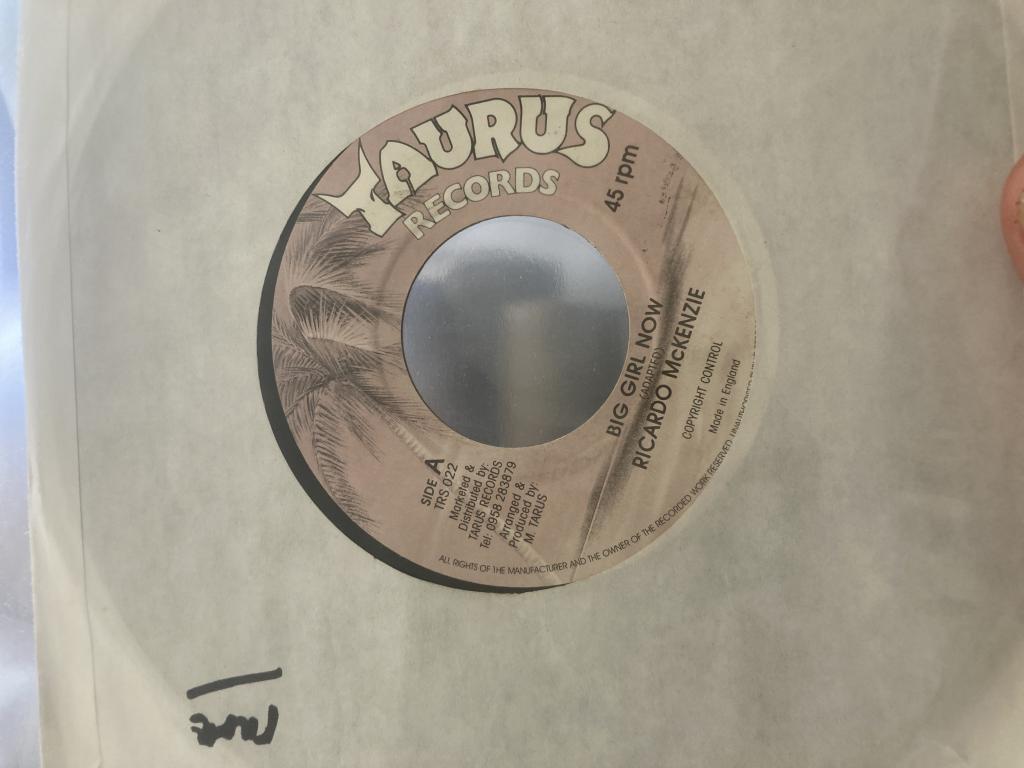 TAURUS
RECORDS
45 rpm
SIDE A
TRS 022
Marketed &
Distributed by:
TARUS RECORDS
Tel: 0958 283879
Arranged &
Produced by:
M. TARUS
BIG GIRL NOW
(ADAPTED)
RICARDO McKENZIE
COPYRIGHT CONTROL
Made in England
ALL RIGHTS OF THE MANUFACTURER AND THE OWNER OF THE RECORDED WORK RESERVED UNAUTHORISED